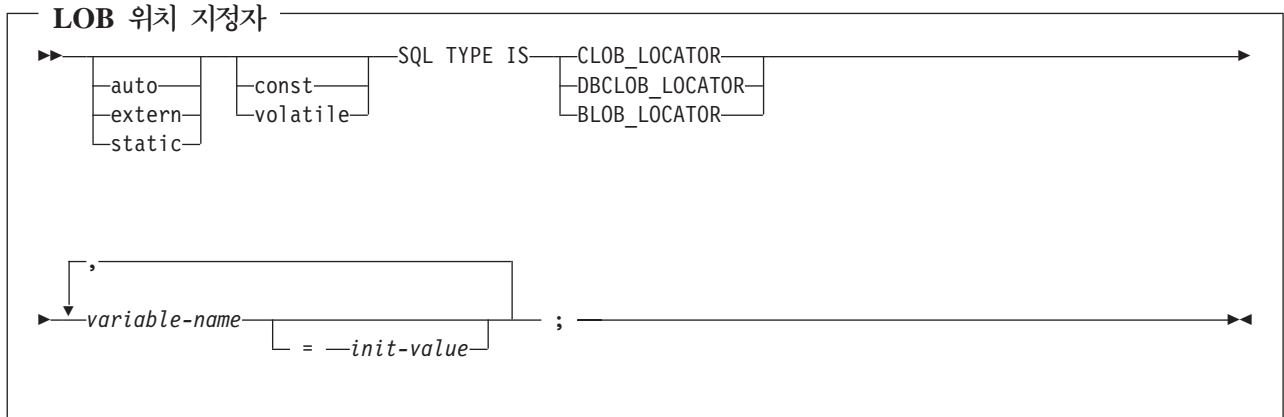 LOB 위치 지정자
SQL TYPE IS CLOB_LOCATOR
auto const DBCLOB_LOCATOR
extern volatile BLOB_LOCATOR
static
,
variable-name ;
= init-value